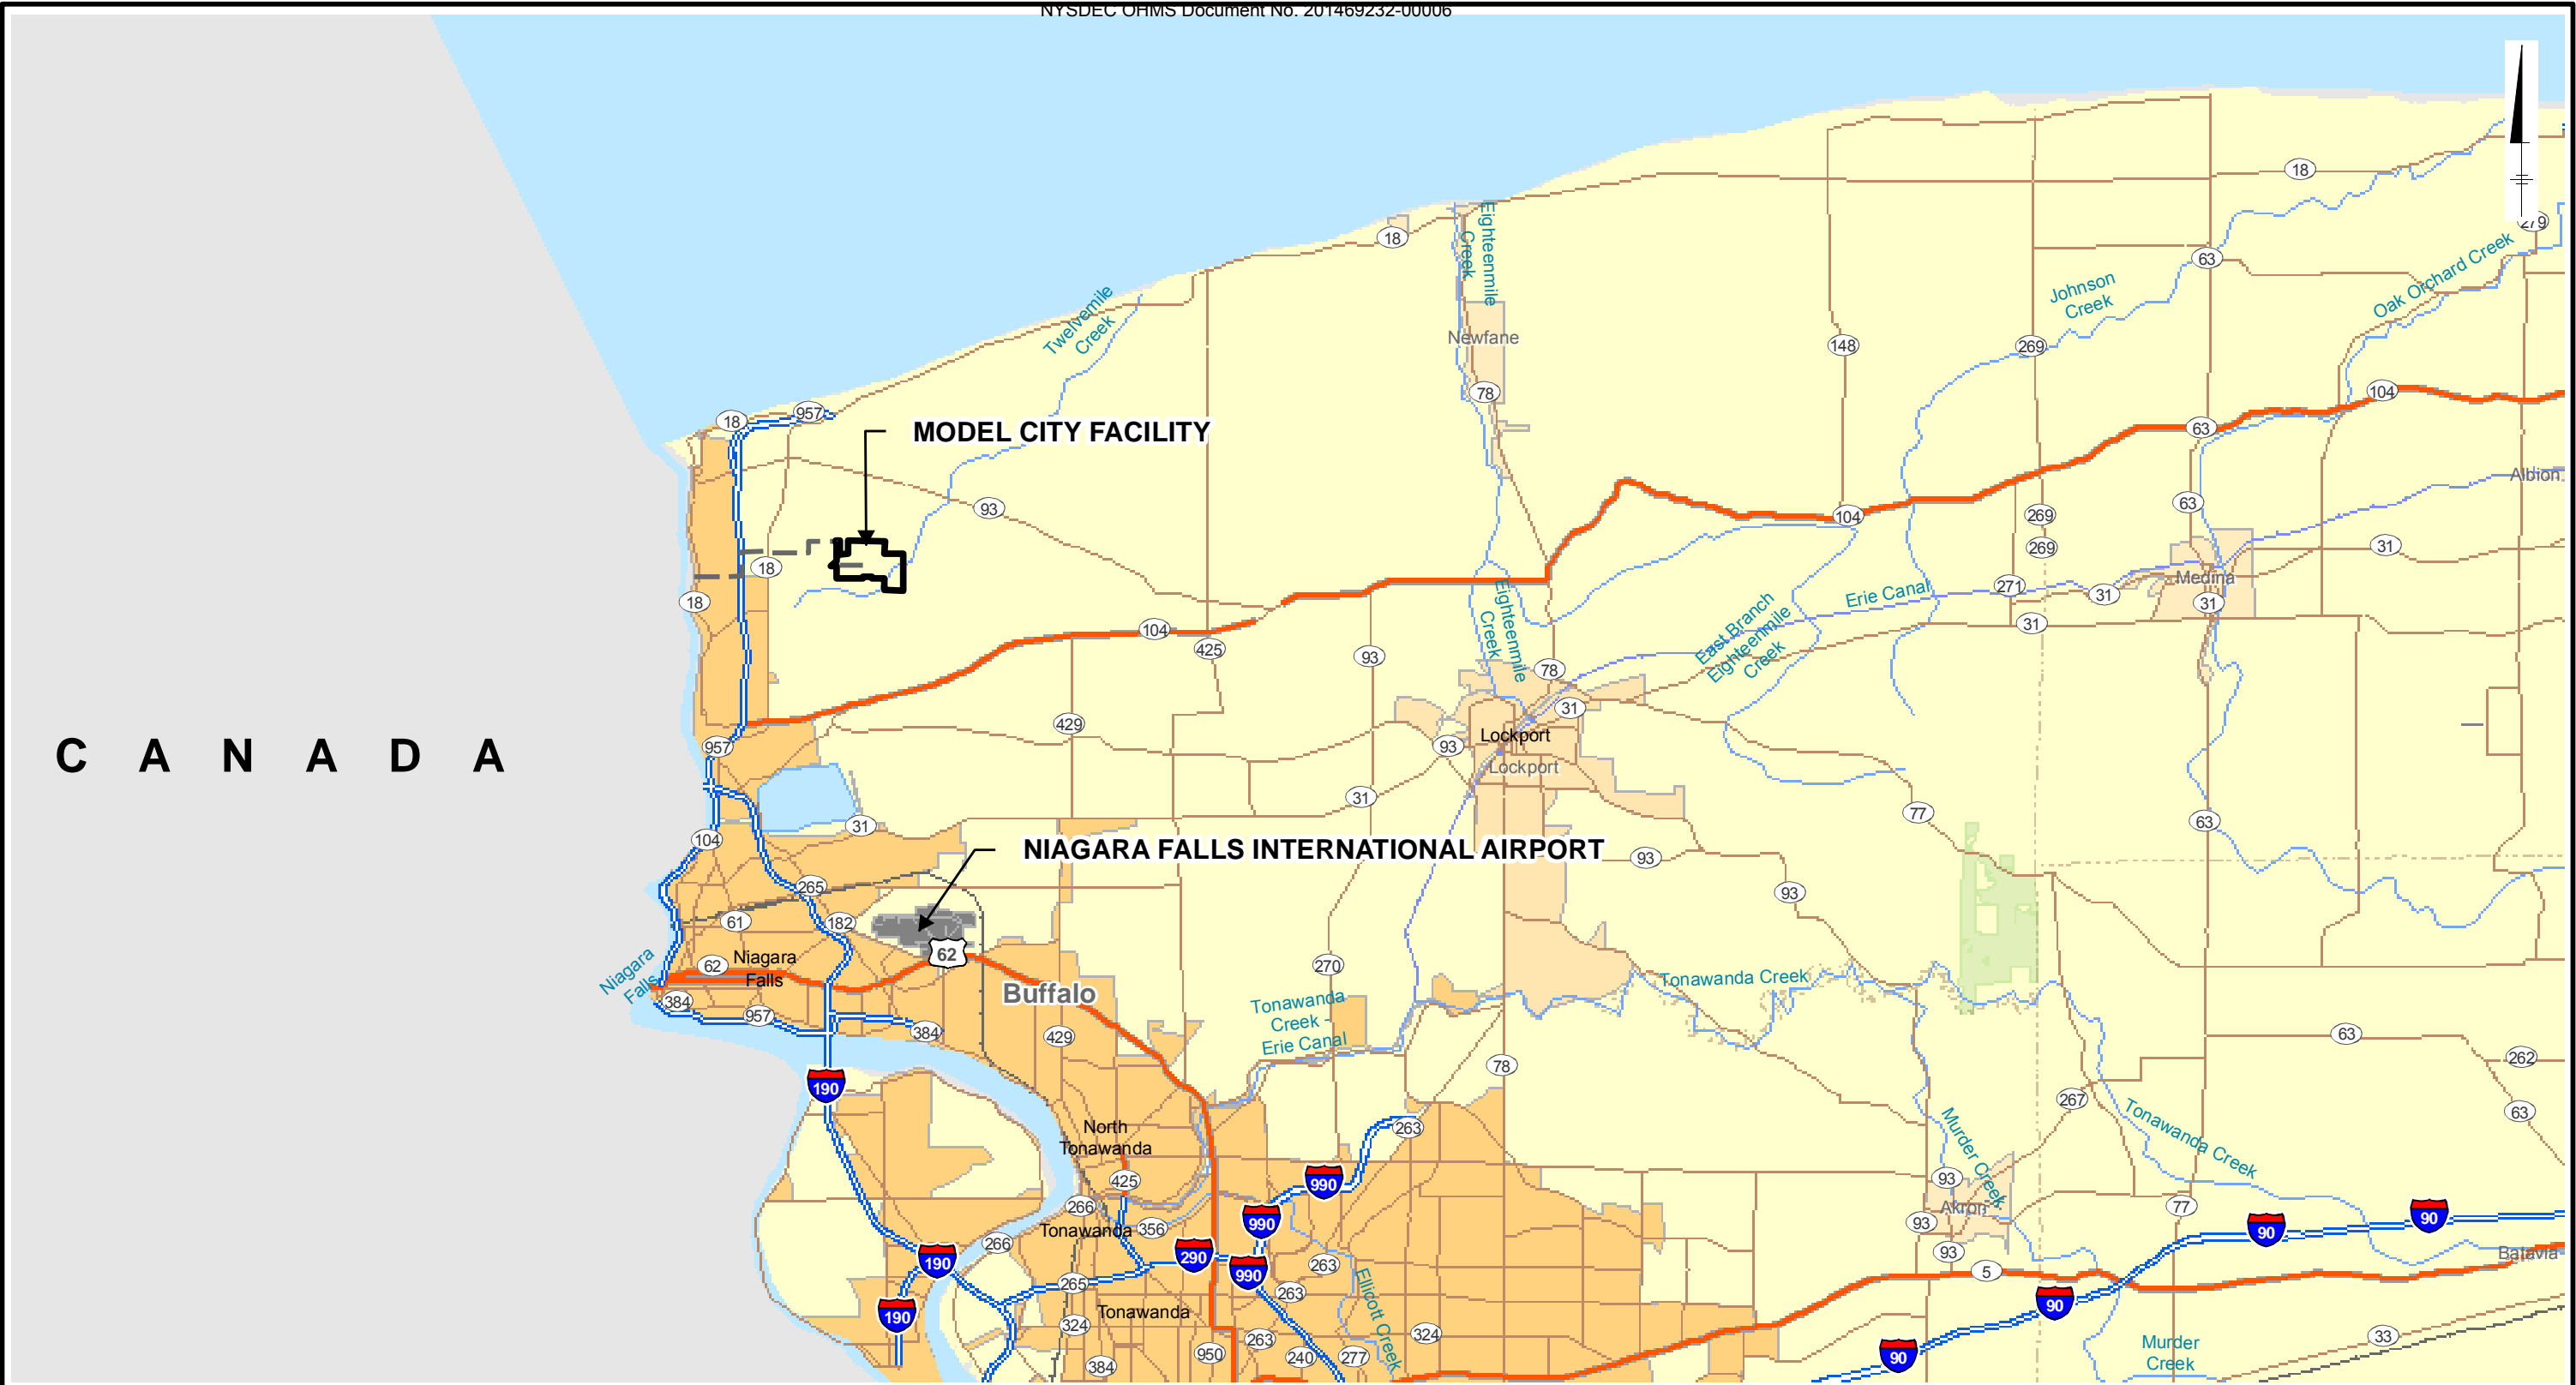 NYSDEC OHMS Document No. 201469232-00006
18
279
Eighteenmile
Creek
18
63
Johnson
Creek
Oak Orchard Creek
Twelvemile
Creek
Newfane
148
269
78
104
957
18
MODEL CITY FACILITY
63
Albion
93
63
104
269
269
31
18
Medina
271
31
31
Erie Canal
18
Eighteenmile
Creek
East Branch
Eighteenmile
Creek
31
104
425
93
78
31
429
Lockport
93
Lockport
957
C A N A D A
31
77
63
31
104
NIAGARA FALLS INTERNATIONAL AIRPORT
93
93
265
61
182
62
Niagara
Falls
62
Niagara
Falls
270
Tonawanda Creek
Buffalo
384
957
384
429
Tonawanda
Creek -
Erie Canal
63
262
78
190
267
63
North
Tonawanda
263
Murder Creek
Tonawanda Creek
990
425
93
266
Akron
77
Tonawanda
356
990
93
90
90
266
290
93
Batavia
190
990
263
5
265
263
Ellicott Creek
90
190
Tonawanda
324
263
324
33
384
950
240
277
90
Murder
Creek